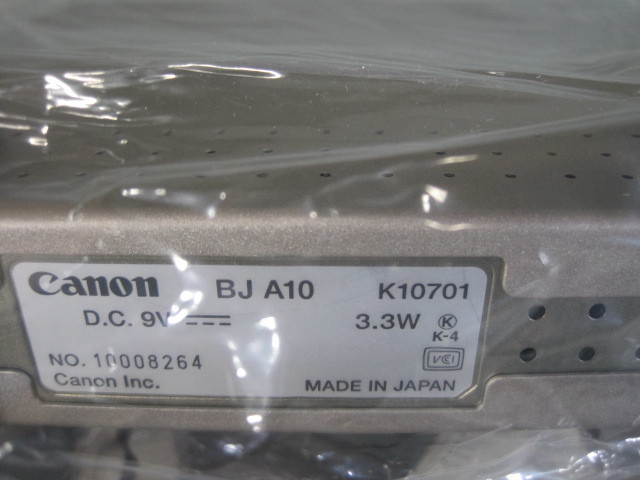 Canon BJ A10 K10701
D.C. 9V 3.3W K
K-4
NO. 10008264 VCI
Canon Inc. MADE IN JAPAN